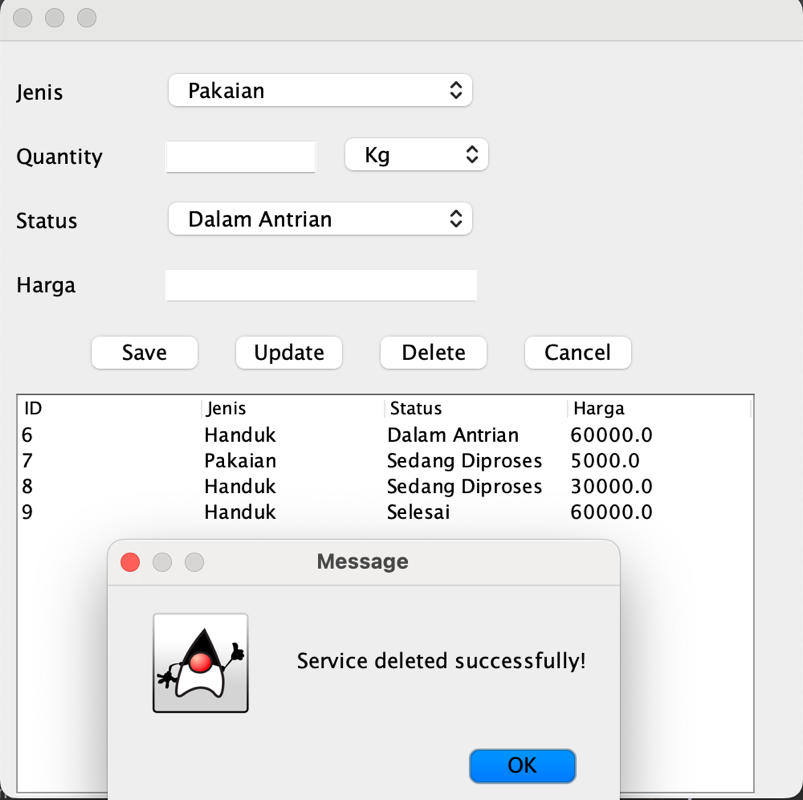 Jenis Pakaian
Quantity Kg
Status Dalam Antrian
Harga
Save Update Delete Cancel
ID Jenis Status Harga
6 Handuk Dalam Antrian 60000.0
7 Pakaian Sedang Diproses 5000.0
8 Handuk Sedang Diproses 30000.0
9 Handuk Selesai 60000.0
Message
Service deleted successfully!
OK